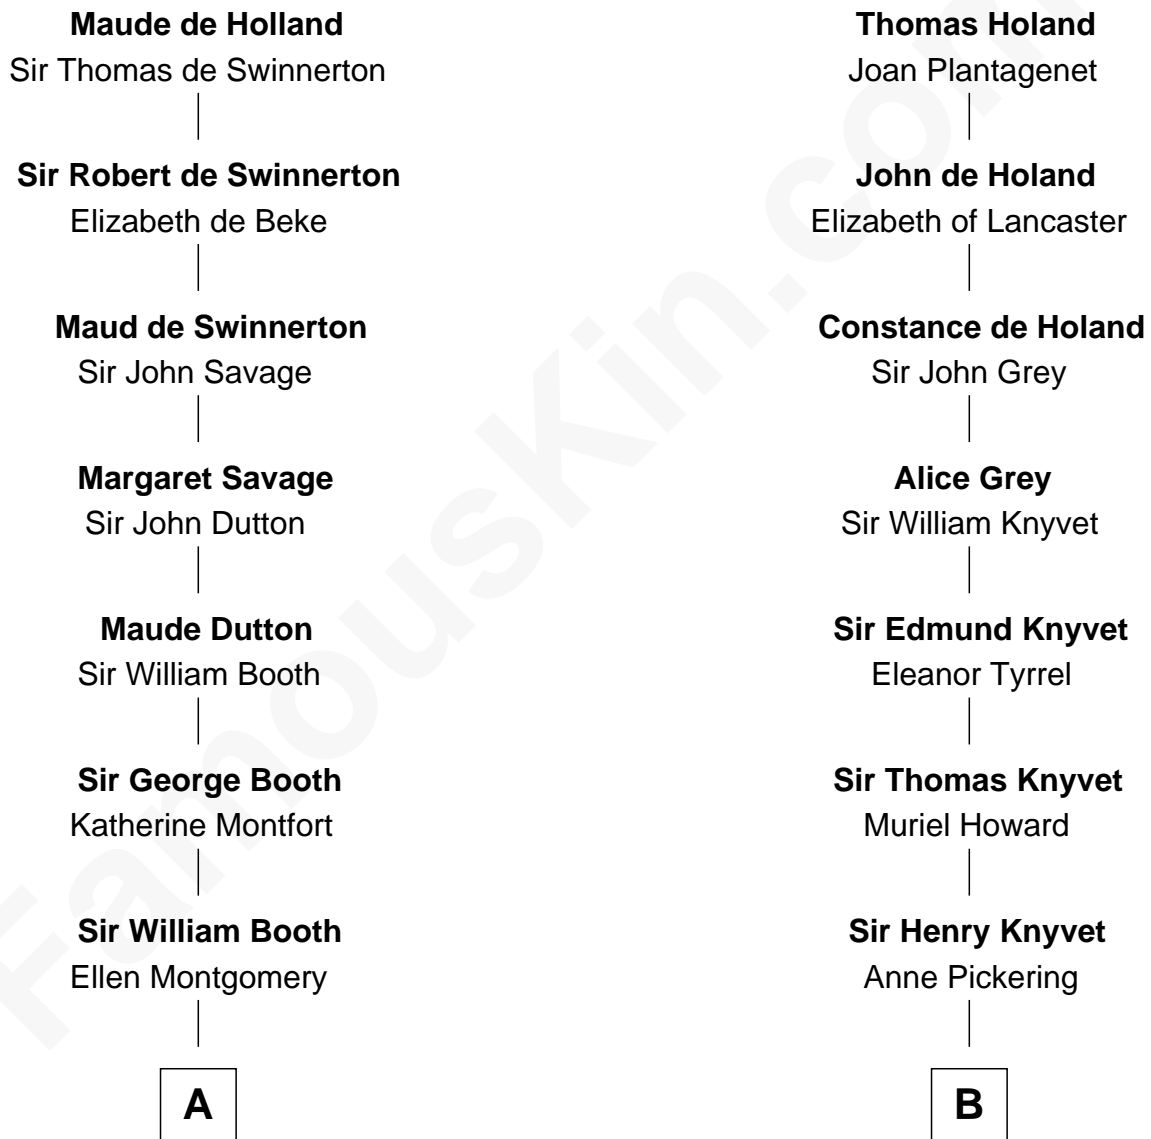 Maude de Holland
Sir Thomas de Swinnerton
Sir Robert de Swinnerton
Elizabeth de Beke
Maud de Swinnerton
Sir John Savage
Margaret Savage
Sir John Dutton
Maude Dutton
Sir William Booth
Sir George Booth
Katherine Montfort
Sir William Booth
Ellen Montgomery
A
Thomas Holand
Joan Plantagenet
John de Holand
Elizabeth of Lancaster
Constance de Holand
Sir John Grey
Alice Grey
Sir William Knyvet
Sir Edmund Knyvet
Eleanor Tyrrel
Sir Thomas Knyvet
Muriel Howard
Sir Henry Knyvet
Anne Pickering
B
FamousKin.com